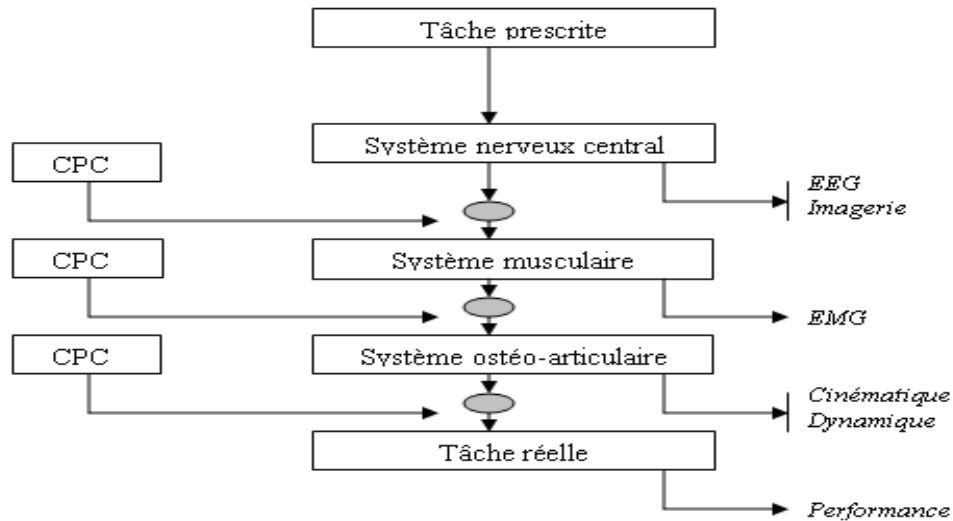 Tâche prescrite
Système nerveux central
CPC
EEG
Imagerie
CPC
Système musculaire
EMG
CPC
Système ostéo-articulaire
Cinématique
Dynamique
Tâche réelle
Performance